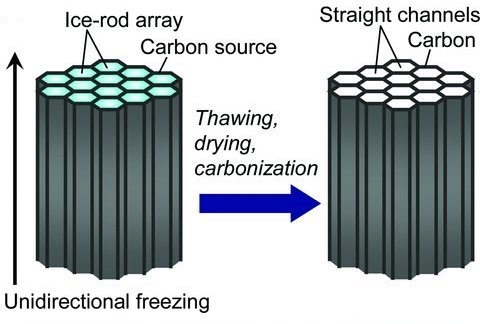 Ice-rod array
Carbon source
Straight channels
Carbon
Thawing,
drying,
carbonization
Unidirectional freezing